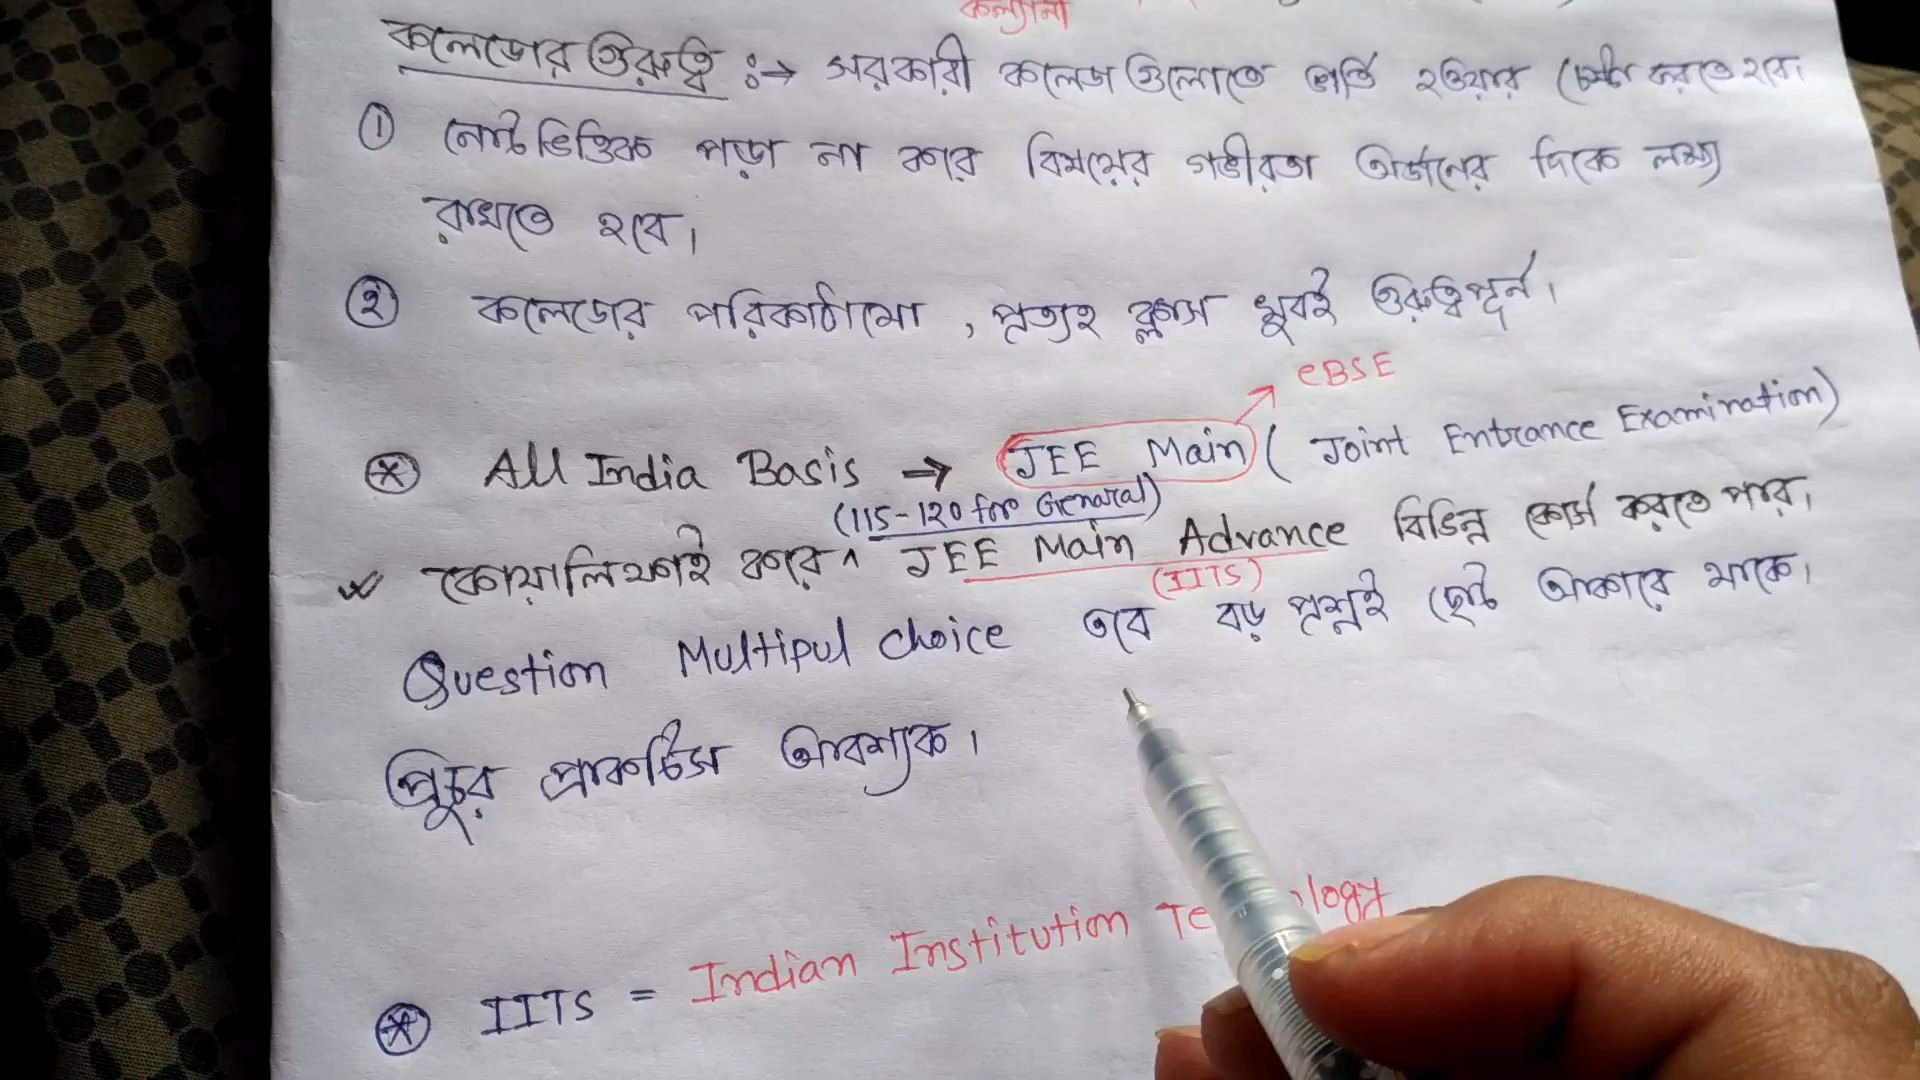 কল্যানী
কলেজের গুরুত্ব :→ সরকারী কলেজ গুলোতে ভর্তি হওয়ার চেষ্টা করতে হবে।
① নোট ভিত্তিক পড়া না করে বিষয়ের গভীরতা অর্জনের দিকে লক্ষ্য
রাখতে হবে।
② কলেজের পরিকাঠামো , প্রত্যহ ক্লাস খুবই গুরুত্বপূর্ন।
CBSE
All India Basis → JEE Main ( Joint Entrance Examination)
(115-120 for General)
কোয়ালিফাই করে ^ JEE Main Advance বিভিন্ন কোর্স করতে পারে।
(IITS)
Question Multipul choice তবে বড় প্রশ্নই ছোট আকারে থাকে।
প্রচুর প্রাকটিস আবশ্যক।
IITS = Indian Institution